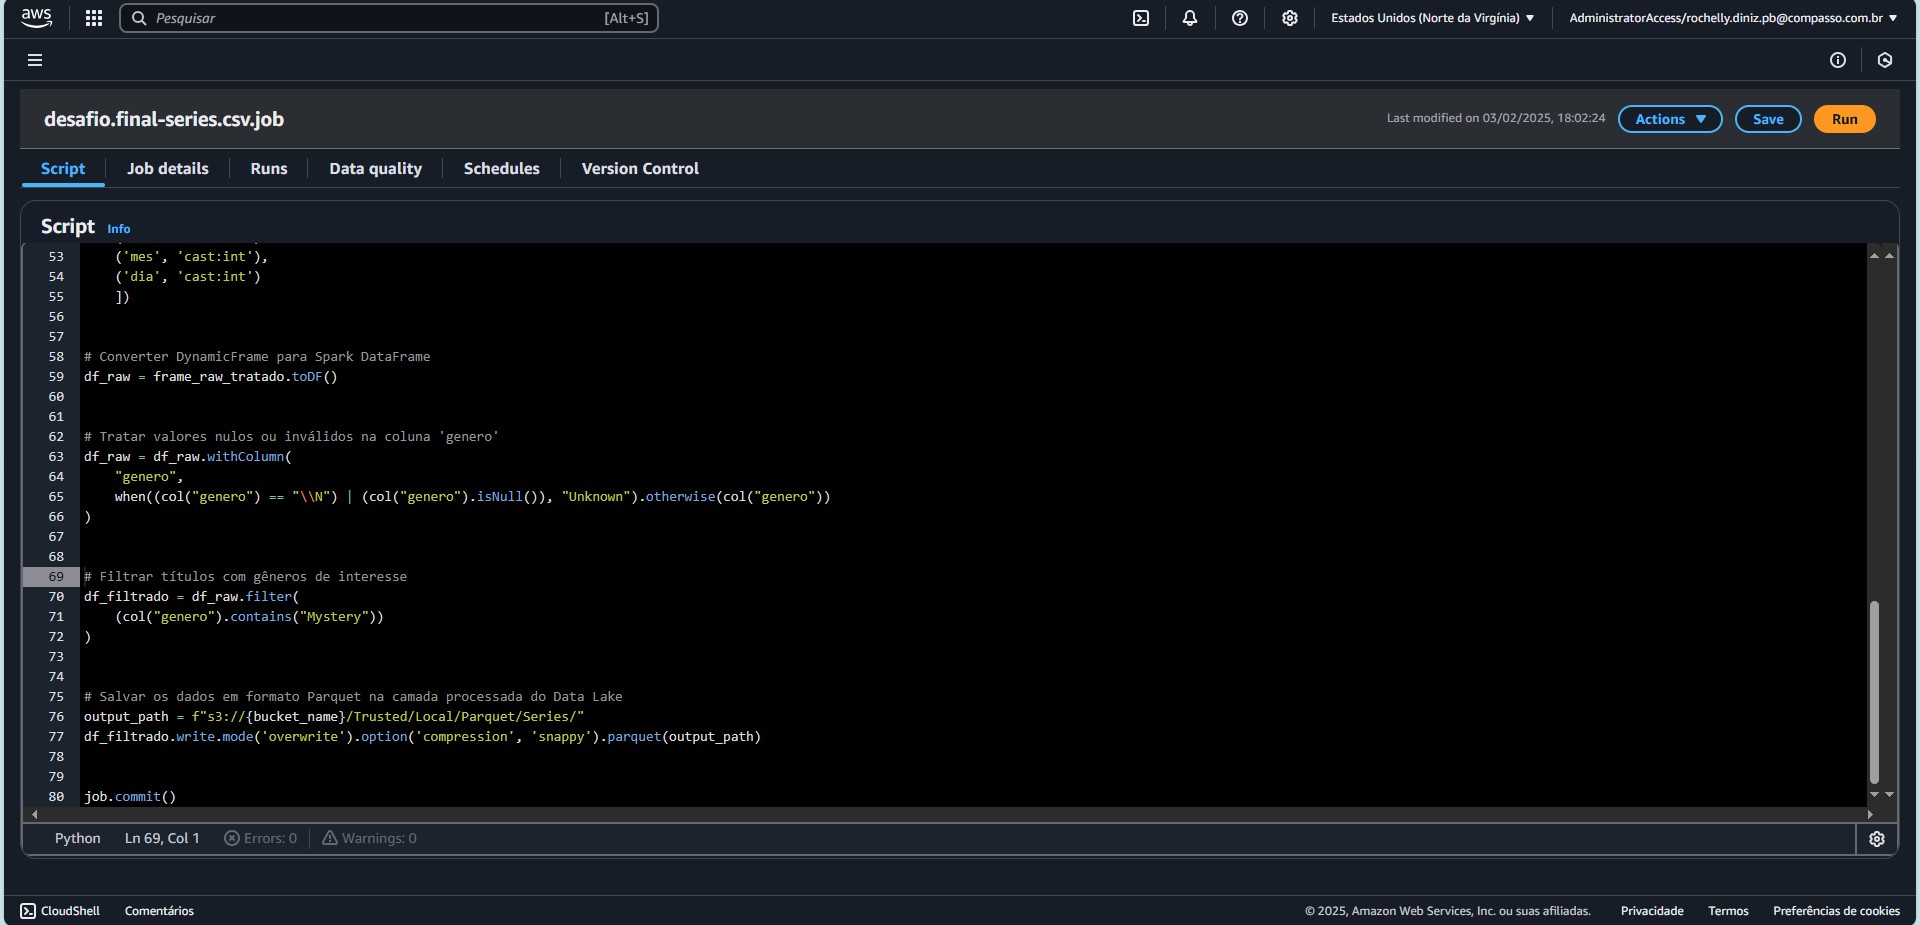 aws
Pesquisar [Alt+S]
Estados Unidos (Norte da Virgínia) ▼
AdministratorAccess/rochelly.diniz.pb@compasso.com.br ▼
desafio.final-series.csv.job
Last modified on 03/02/2025, 18:02:24
Actions ▼
Save
Run
Script
Job details
Runs
Data quality
Schedules
Version Control
Script Info
53     ('mes', 'cast:int'),
54     ('dia', 'cast:int')
55     ])
56
57
58 # Converter DynamicFrame para Spark DataFrame
59 df_raw = frame_raw_tratado.toDF()
60
61
62 # Tratar valores nulos ou inválidos na coluna 'genero'
63 df_raw = df_raw.withColumn(
64     "genero",
65     when((col("genero") == "\\N") | (col("genero").isNull()), "Unknown").otherwise(col("genero"))
66 )
67
68
69 # Filtrar títulos com gêneros de interesse
70 df_filtrado = df_raw.filter(
71     (col("genero").contains("Mystery"))
72 )
73
74
75 # Salvar os dados em formato Parquet na camada processada do Data Lake
76 output_path = f"s3://{bucket_name}/Trusted/Local/Parquet/Series/"
77 df_filtrado.write.mode('overwrite').option('compression', 'snappy').parquet(output_path)
78
79
80 job.commit()
Python Ln 69, Col 1 Errors: 0 Warnings: 0
CloudShell Comentários © 2025, Amazon Web Services, Inc. ou suas afiliadas. Privacidade Termos Preferências de cookies